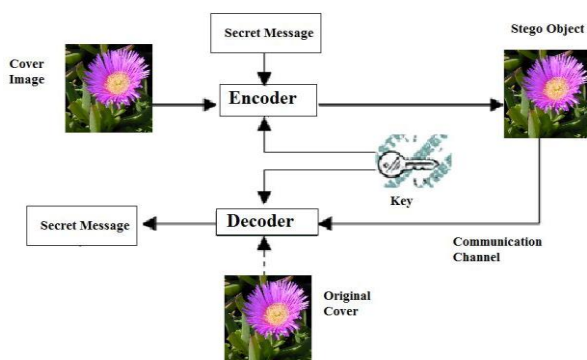 Secret Message
Stego Object
Cover
Image
Encoder
Key
Secret Message
Decoder
Communication
Channel
Original
Cover